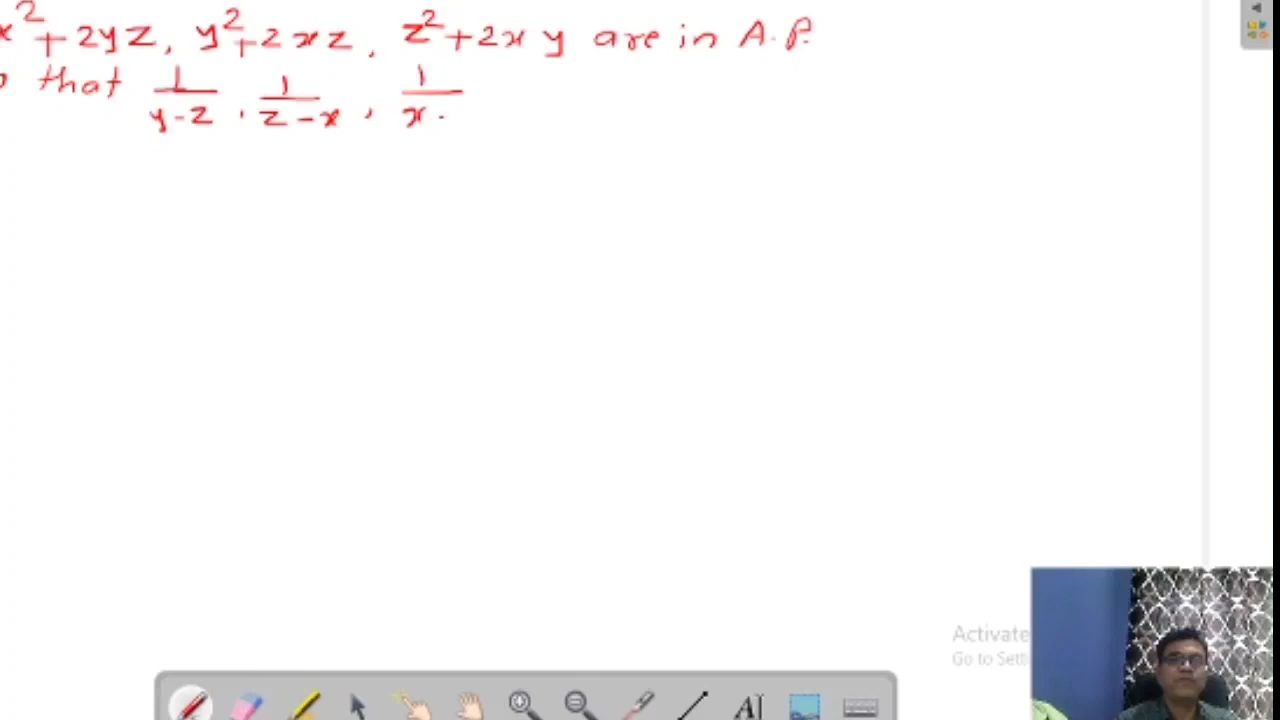 x²+2yz, y²+2xz, z²+2xy are in A.P.
that 1/(y-z), 1/(z-x), 1/x-
Activate
Go to Setti